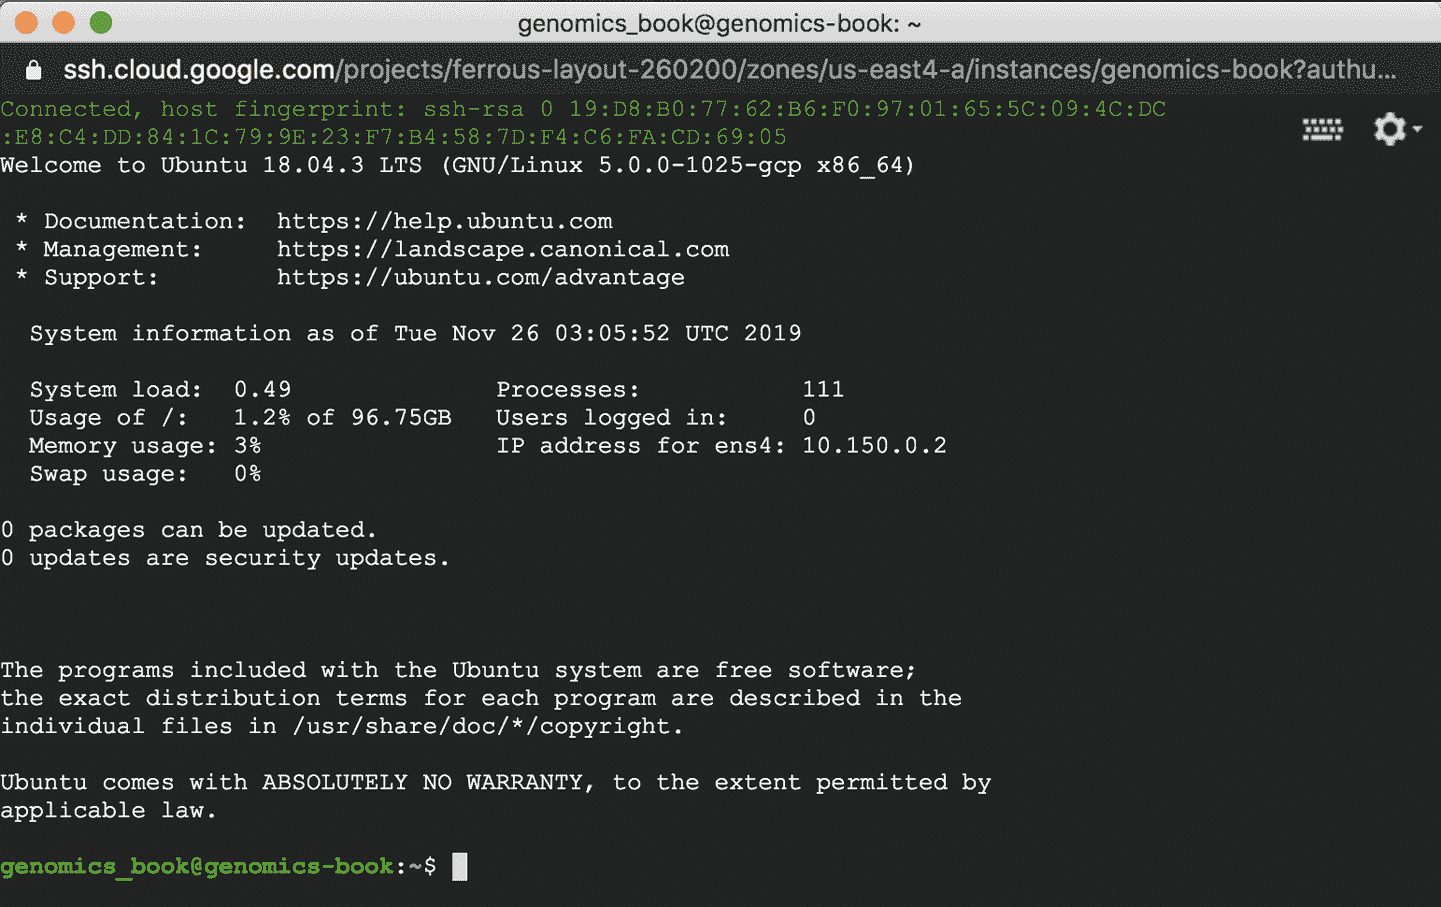 genomics_book@genomics-book: ~
ssh.cloud.google.com/projects/ferrous-layout-260200/zones/us-east4-a/instances/genomics-book?authu...
Connected, host fingerprint: ssh-rsa 0 19:D8:B0:77:62:B6:F0:97:01:65:5C:09:4C:DC
:E8:C4:DD:84:1C:79:9E:23:F7:B4:58:7D:F4:C6:FA:CD:69:05
Welcome to Ubuntu 18.04.3 LTS (GNU/Linux 5.0.0-1025-gcp x86_64)
* Documentation:  https://help.ubuntu.com
* Management:     https://landscape.canonical.com
* Support:        https://ubuntu.com/advantage
System information as of Tue Nov 26 03:05:52 UTC 2019
System load:  0.49              Processes:           111
Usage of /:   1.2% of 96.75GB   Users logged in:     0
Memory usage: 3%                IP address for ens4: 10.150.0.2
Swap usage:   0%
0 packages can be updated.
0 updates are security updates.
The programs included with the Ubuntu system are free software;
the exact distribution terms for each program are described in the
individual files in /usr/share/doc/*/copyright.
Ubuntu comes with ABSOLUTELY NO WARRANTY, to the extent permitted by
applicable law.
genomics_book@genomics-book:~$